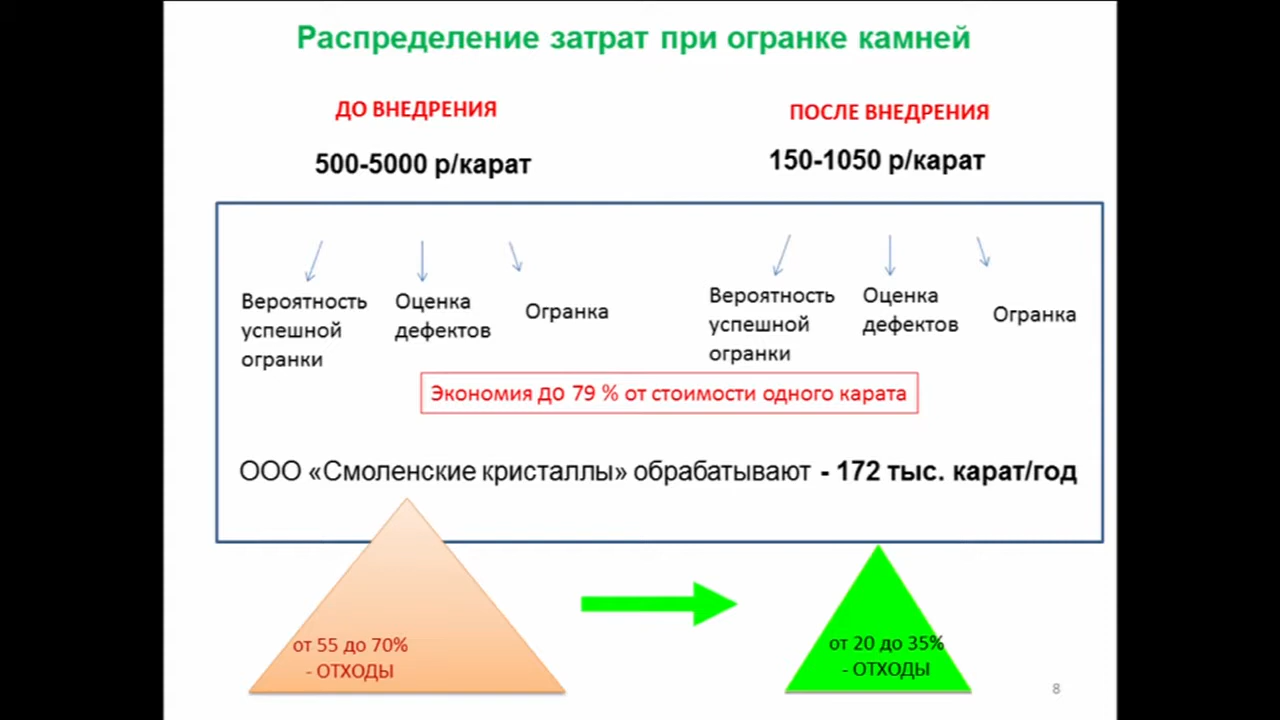 Распределение затрат при огранке камней
ДО ВНЕДРЕНИЯ
500-5000 р/карат
ПОСЛЕ ВНЕДРЕНИЯ
150-1050 р/карат
Вероятность
успешной
огранки
Оценка
дефектов
Огранка
Вероятность
успешной
огранки
Оценка
дефектов
Огранка
Экономия до 79 % от стоимости одного карата
ООО «Смоленские кристаллы» обрабатывают - 172 тыс. карат/год
от 55 до 70%
- ОТХОДЫ
от 20 до 35%
- ОТХОДЫ
8